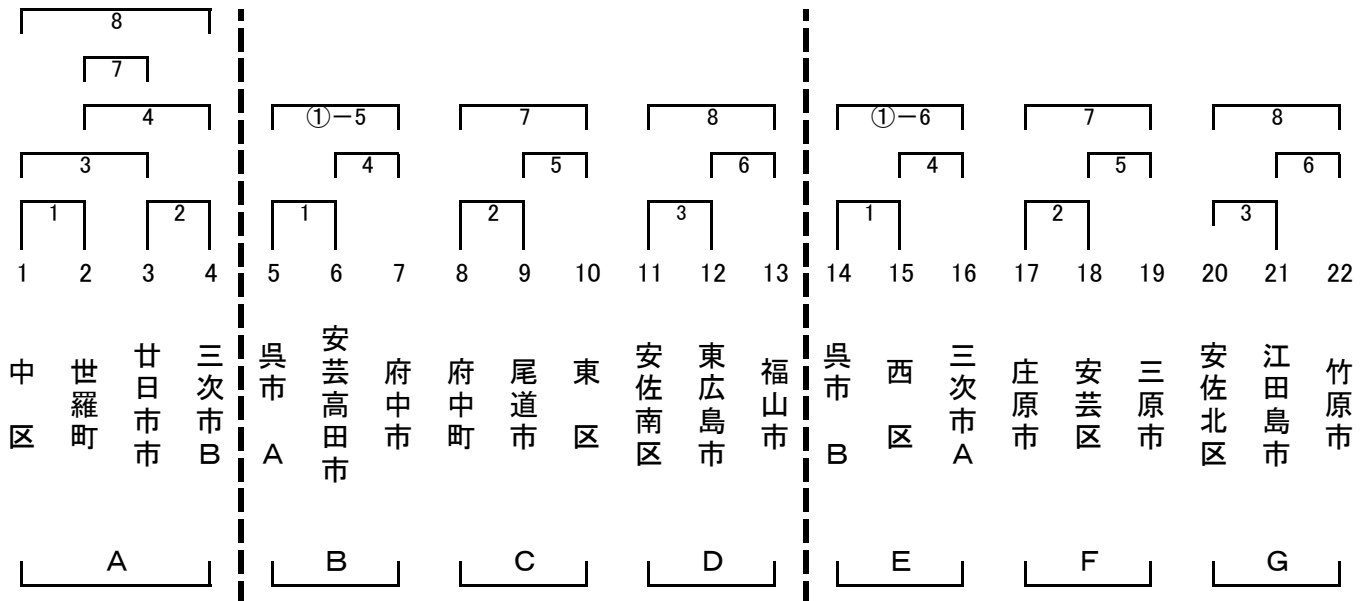 8
7
4 ①－5 7 8 ①－6 7 8
3 4 5 6 4 5 6
1 2 1 2 3 1 2 3
1 2 3 4 5 6 7 8 9 10 11 12 13 14 15 16 17 18 19 20 21 22
中区
世羅町
廿日市市
三次市B
呉市A
安芸高田市
府中市
府中町
尾道市
東区
安佐南区
東広島市
福山市
呉市B
西区
三次市A
庄原市
安芸区
三原市
安佐北区
江田島市
竹原市
A B C D E F G